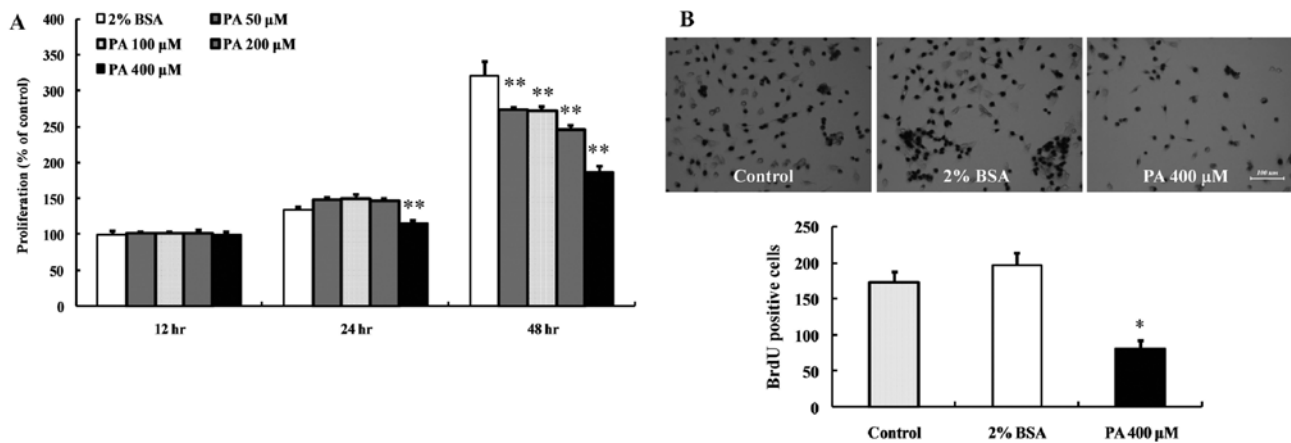 A
B
2% BSA PA 50 µM
PA 100 µM PA 200 µM
PA 400 µM
Proliferation (% of control)
400
350
300
250
200
150
100
50
0
**
**
**
**
**
12 hr 24 hr 48 hr
Control 2% BSA PA 400 µM
100 um
BrdU positive cells
250
200
150
100
50
0
*
Control 2% BSA PA 400 µM